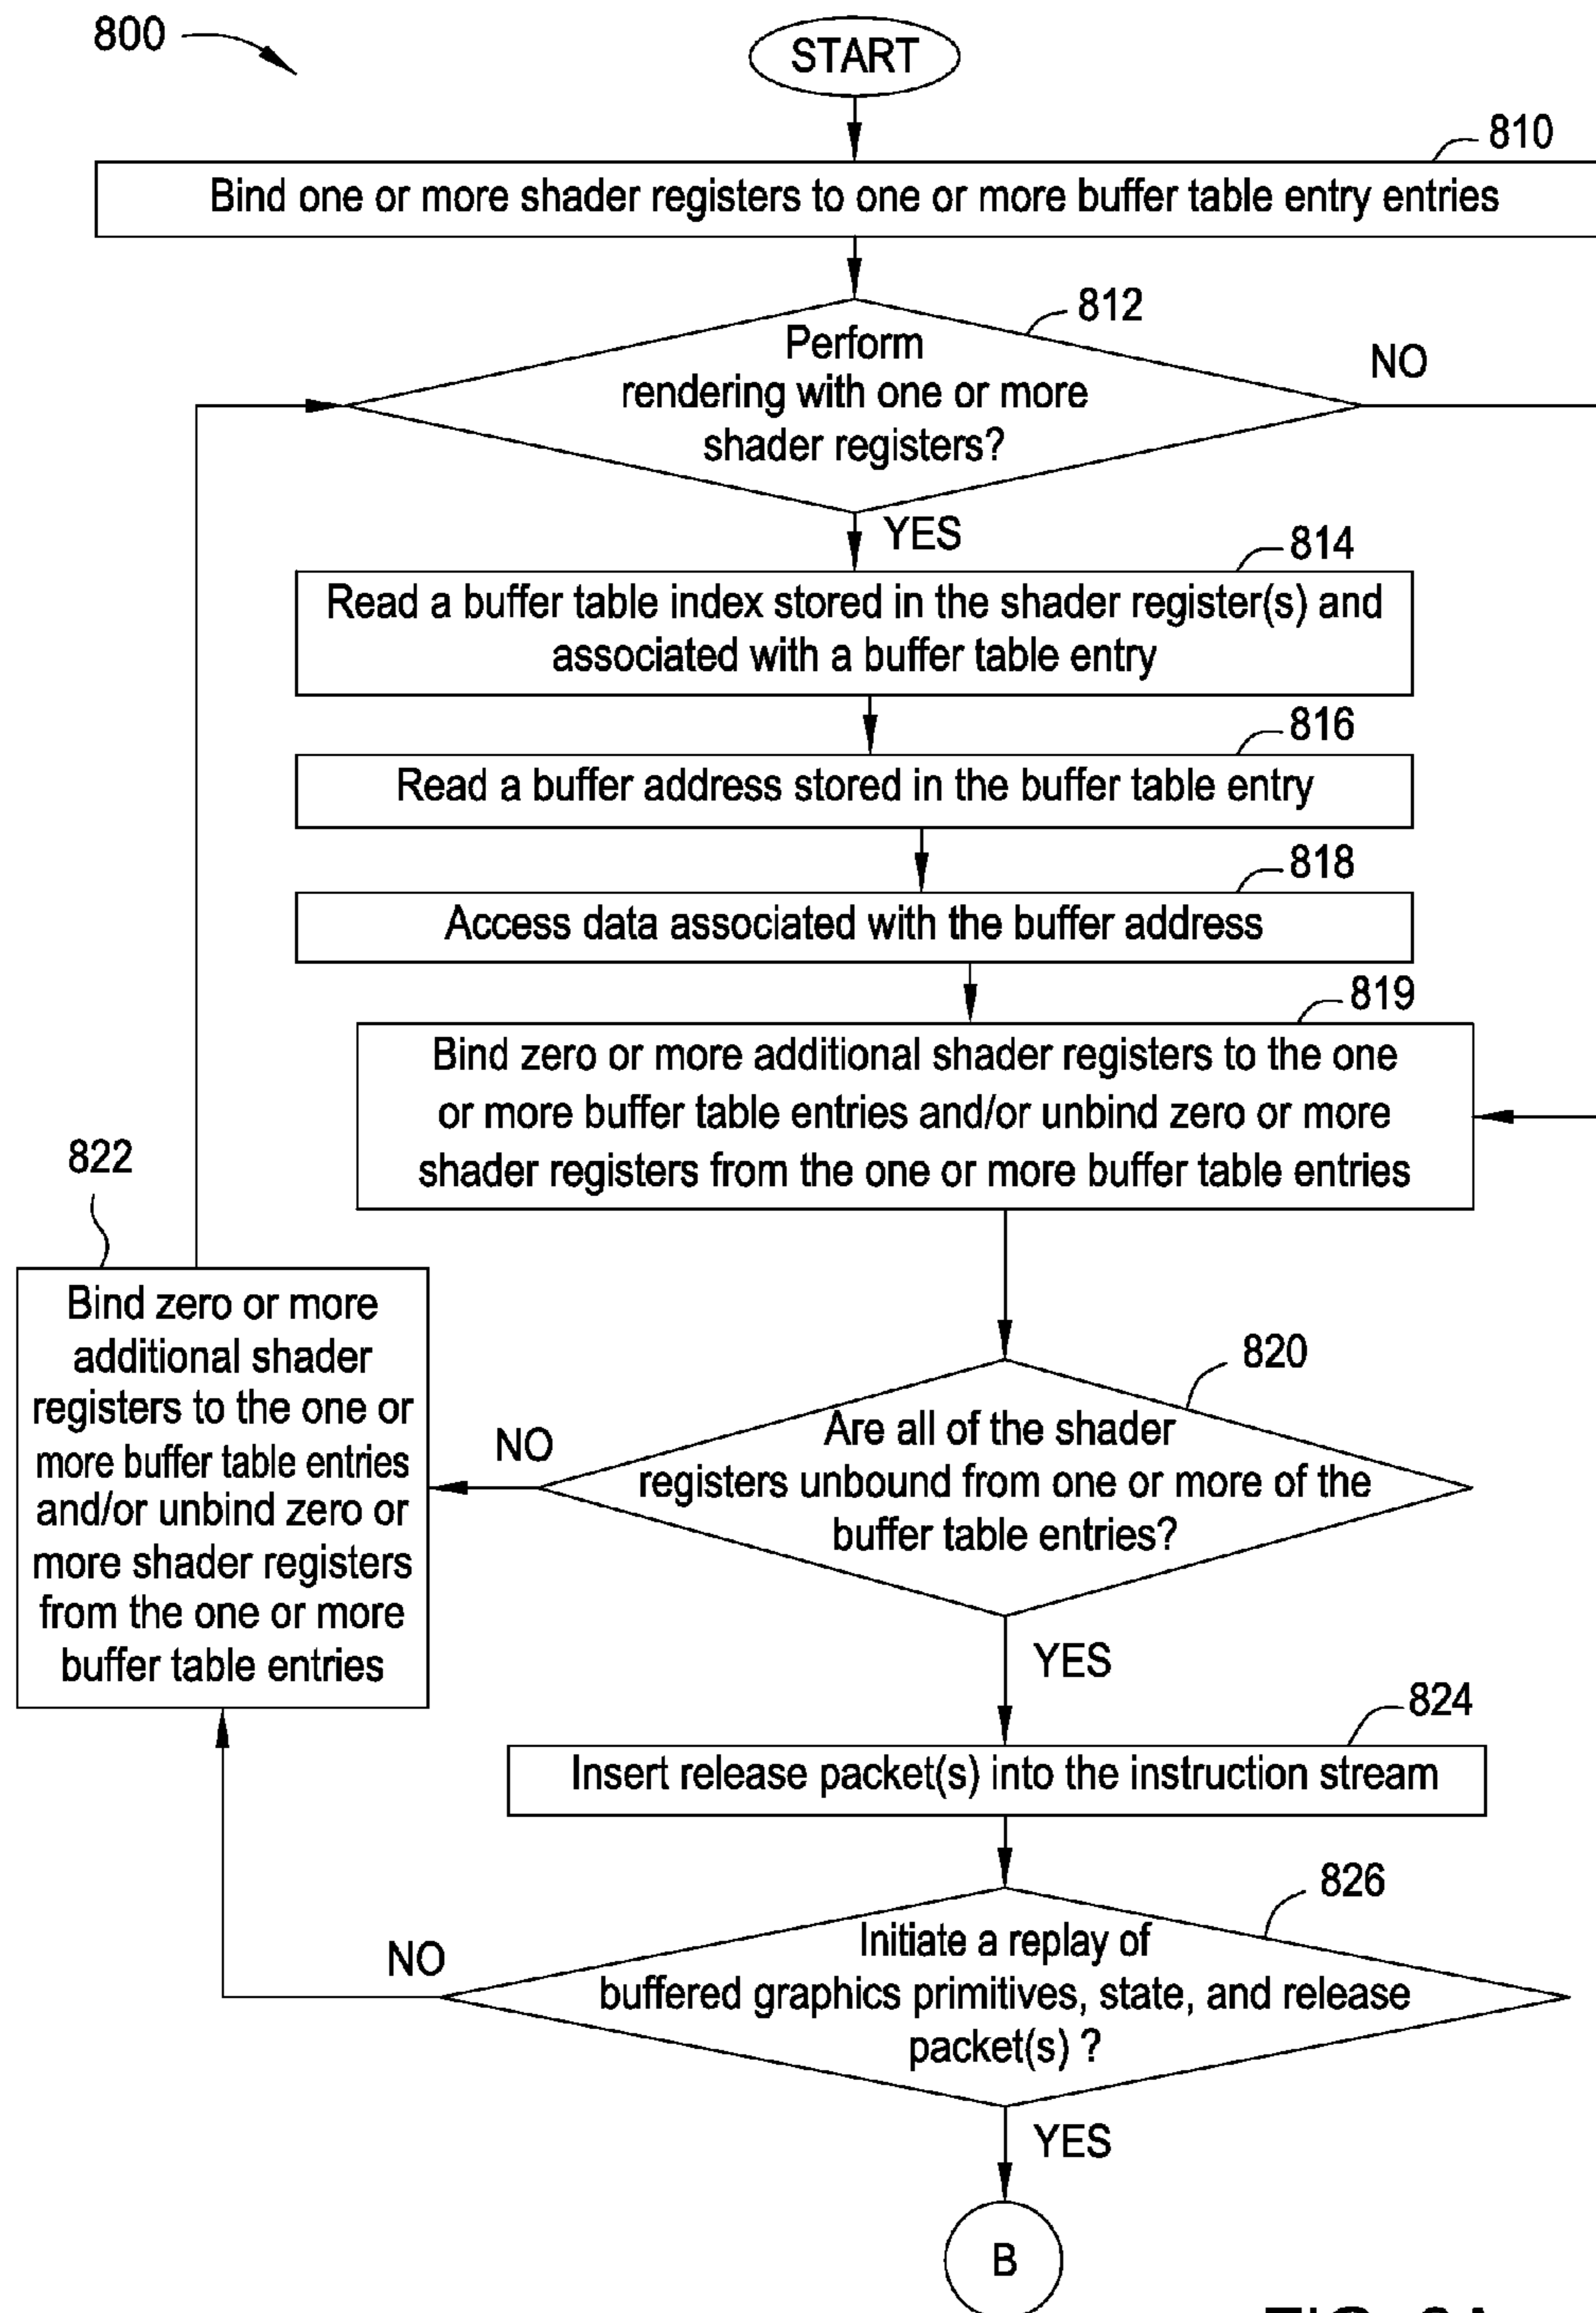 800
START
810
Bind one or more shader registers to one or more buffer table entry entries
812
Perform
rendering with one or more
shader registers?
NO
YES
814
Read a buffer table index stored in the shader register(s) and
associated with a buffer table entry
816
Read a buffer address stored in the buffer table entry
818
Access data associated with the buffer address
819
Bind zero or more additional shader registers to the one
or more buffer table entries and/or unbind zero or more
shader registers from the one or more buffer table entries
822
Bind zero or more
additional shader
registers to the one or
more buffer table entries
and/or unbind zero or
more shader registers
from the one or more
buffer table entries
820
Are all of the shader
registers unbound from one or more of the
buffer table entries?
NO
YES
824
Insert release packet(s) into the instruction stream
826
Initiate a replay of
buffered graphics primitives, state, and release
packet(s) ?
NO
YES
B